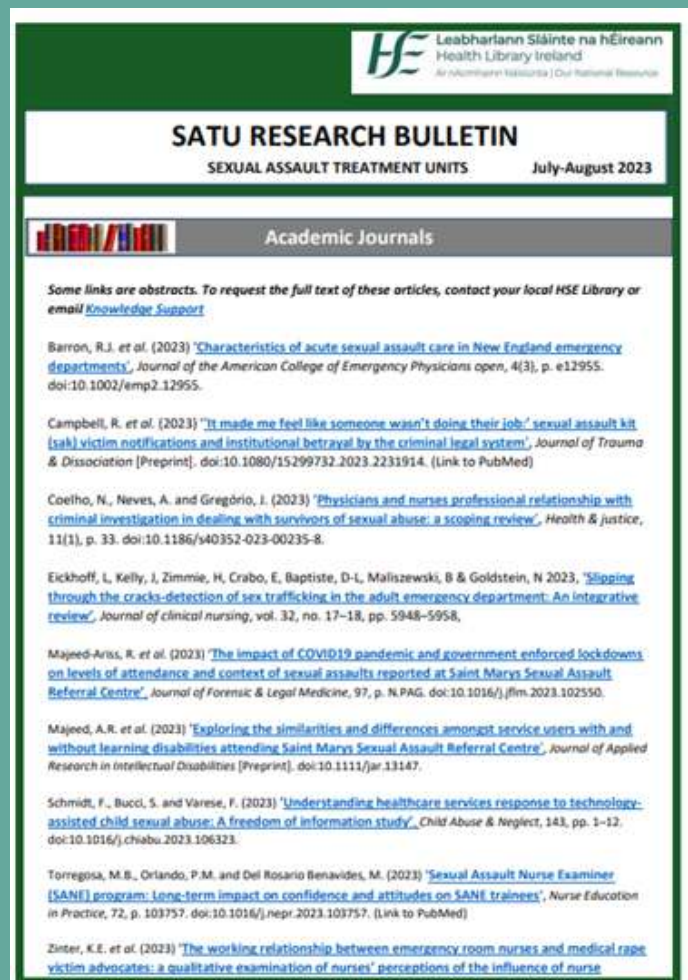 Leabharlann Sláinte na hÉireann
Health Library Ireland
Ár nAcmhainn Náisiúnta | Our National Resource
SATU RESEARCH BULLETIN
SEXUAL ASSAULT TREATMENT UNITS July-August 2023
Academic Journals
Some links are abstracts. To request the full text of these articles, contact your local HSE Library or
email Knowledge Support
Barron, R.J. et al. (2023) 'Characteristics of acute sexual assault care in New England emergency
departments', Journal of the American College of Emergency Physicians open, 4(3), p. e12955.
doi:10.1002/emp2.12955.
Campbell, R. et al. (2023) ''It made me feel like someone wasn't doing their job:' sexual assault kit
(sak) victim notifications and institutional betrayal by the criminal legal system', Journal of Trauma
& Dissociation [Preprint]. doi:10.1080/15299732.2023.2231914. (Link to PubMed)
Coelho, N., Neves, A. and Gregório, J. (2023) 'Physicians and nurses professional relationship with
criminal investigation in dealing with survivors of sexual abuse: a scoping review', Health & justice,
11(1), p. 33. doi:10.1186/s40352-023-00235-8.
Eickhoff, L, Kelly, J, Zimmie, H, Crabo, E, Baptiste, D-L, Maliszewski, B & Goldstein, N 2023, 'Slipping
through the cracks-detection of sex trafficking in the adult emergency department: An integrative
review', Journal of clinical nursing, vol. 32, no. 17–18, pp. 5948–5958,
Majeed-Ariss, R. et al. (2023) 'The impact of COVID19 pandemic and government enforced lockdowns
on levels of attendance and context of sexual assaults reported at Saint Marys Sexual Assault
Referral Centre', Journal of Forensic & Legal Medicine, 97, p. N.PAG. doi:10.1016/j.jflm.2023.102550.
Majeed, A.R. et al. (2023) 'Exploring the similarities and differences amongst service users with and
without learning disabilities attending Saint Marys Sexual Assault Referral Centre', Journal of Applied
Research in Intellectual Disabilities [Preprint]. doi:10.1111/jar.13147.
Schmidt, F., Bucci, S. and Varese, F. (2023) 'Understanding healthcare services response to technology-
assisted child sexual abuse: A freedom of information study', Child Abuse & Neglect, 143, pp. 1–12.
doi:10.1016/j.chiabu.2023.106323.
Torregosa, M.B., Orlando, P.M. and Del Rosario Benavides, M. (2023) 'Sexual Assault Nurse Examiner
(SANE) program: Long-term impact on confidence and attitudes on SANE trainees', Nurse Education
in Practice, 72, p. 103757. doi:10.1016/j.nepr.2023.103757. (Link to PubMed)
Zinter, K.E. et al. (2023) 'The working relationship between emergency room nurses and medical rape
victim advocates: a qualitative examination of nurses' perceptions of the influence of nurse